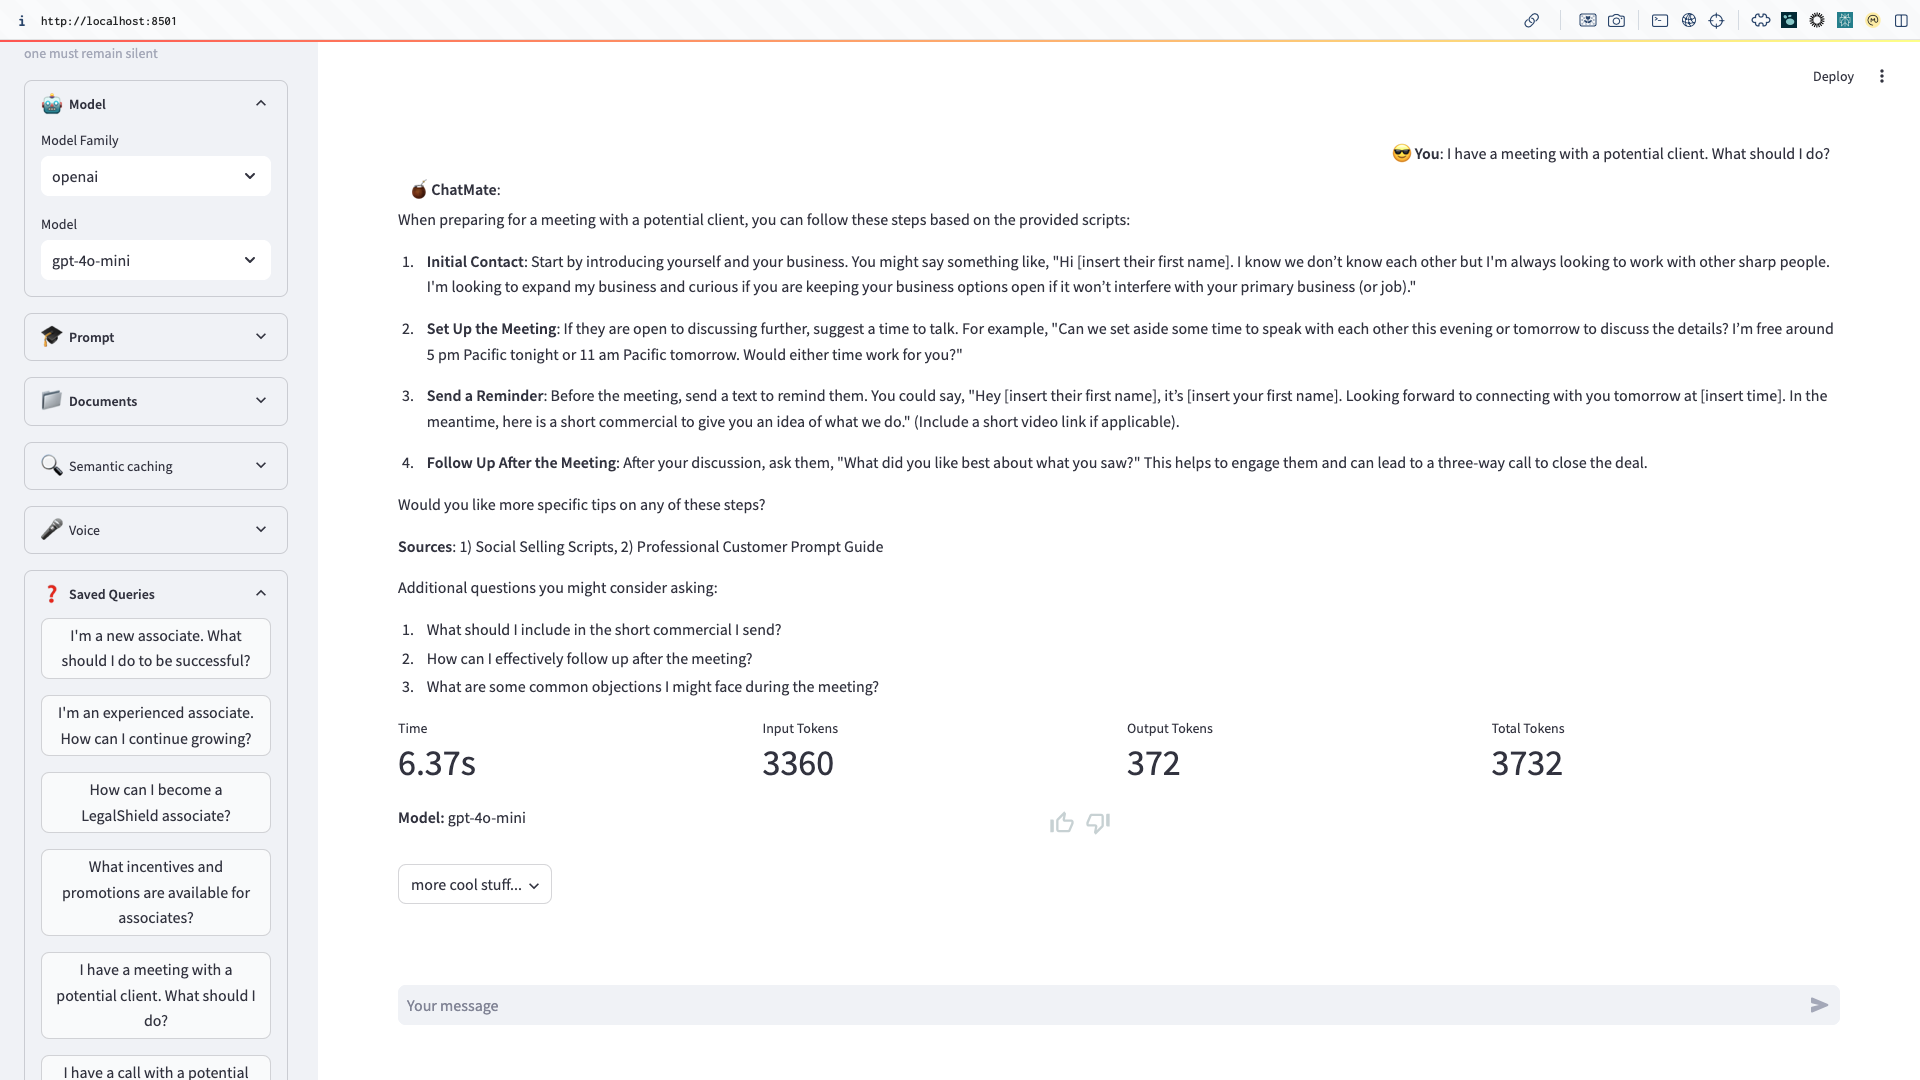 i http://localhost:8501
one must remain silent
Model
Model Family
openai
Model
gpt-4o-mini
Prompt
Documents
Semantic caching
Voice
Saved Queries
I'm a new associate. What
should I do to be successful?
I'm an experienced associate.
How can I continue growing?
How can I become a
LegalShield associate?
What incentives and
promotions are available for
associates?
I have a meeting with a
potential client. What should I
do?
I have a call with a potential
Deploy
You: I have a meeting with a potential client. What should I do?
ChatMate:
When preparing for a meeting with a potential client, you can follow these steps based on the provided scripts:
1. Initial Contact: Start by introducing yourself and your business. You might say something like, "Hi [insert their first name]. I know we don’t know each other but I'm always looking to work with other sharp people.
I'm looking to expand my business and curious if you are keeping your business options open if it won’t interfere with your primary business (or job)."
2. Set Up the Meeting: If they are open to discussing further, suggest a time to talk. For example, "Can we set aside some time to speak with each other this evening or tomorrow to discuss the details? I’m free around
5 pm Pacific tonight or 11 am Pacific tomorrow. Would either time work for you?"
3. Send a Reminder: Before the meeting, send a text to remind them. You could say, "Hey [insert their first name], it’s [insert your first name]. Looking forward to connecting with you tomorrow at [insert time]. In the
meantime, here is a short commercial to give you an idea of what we do." (Include a short video link if applicable).
4. Follow Up After the Meeting: After your discussion, ask them, "What did you like best about what you saw?" This helps to engage them and can lead to a three-way call to close the deal.
Would you like more specific tips on any of these steps?
Sources: 1) Social Selling Scripts, 2) Professional Customer Prompt Guide
Additional questions you might consider asking:
1. What should I include in the short commercial I send?
2. How can I effectively follow up after the meeting?
3. What are some common objections I might face during the meeting?
Time Input Tokens Output Tokens Total Tokens
6.37s 3360 372 3732
Model: gpt-4o-mini
more cool stuff...
Your message